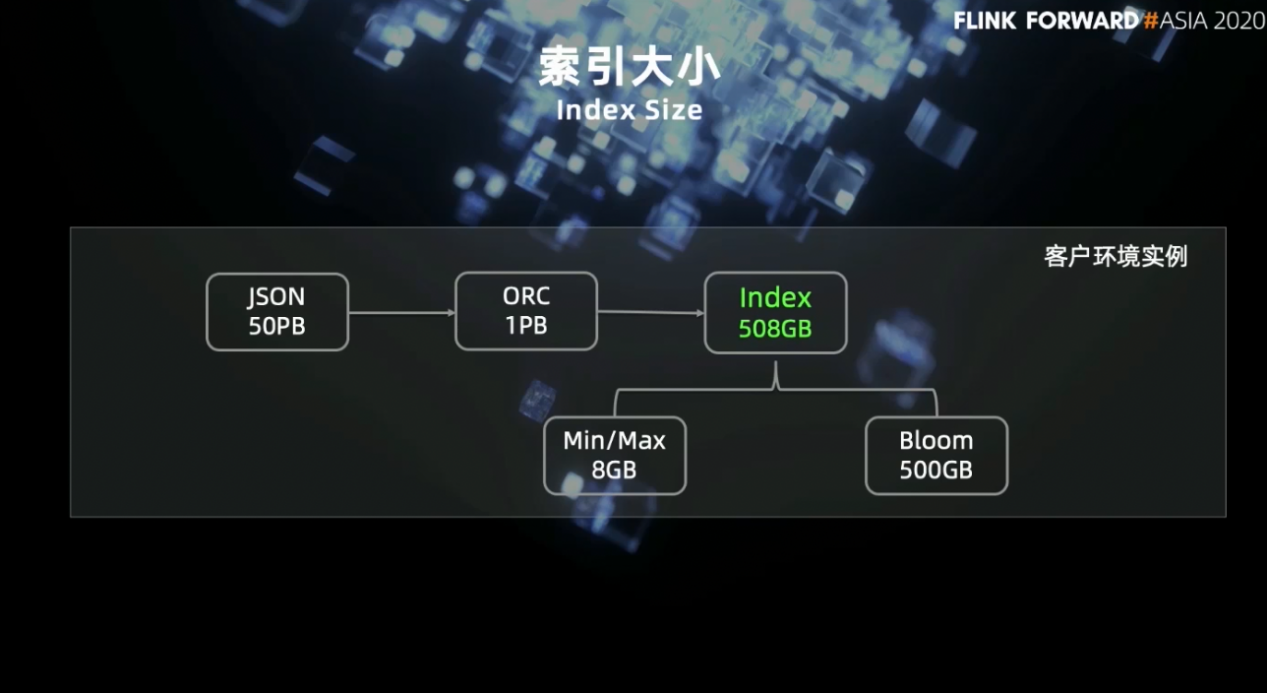 FLINK FORWARD #ASIA 2020
索引大小
Index Size
客户环境实例
JSON
50PB
ORC
1PB
Index
508GB
Min/Max
8GB
Bloom
500GB